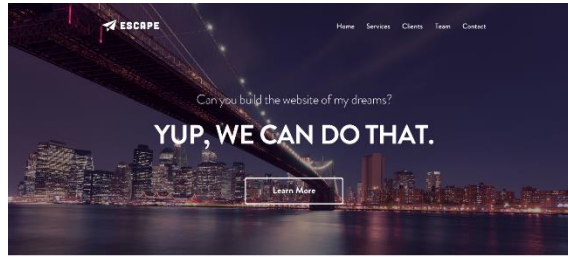 ESCAPE
Home Services Clients Team Contact
Can you build the website of my dreams?
YUP, WE CAN DO THAT.
Learn More